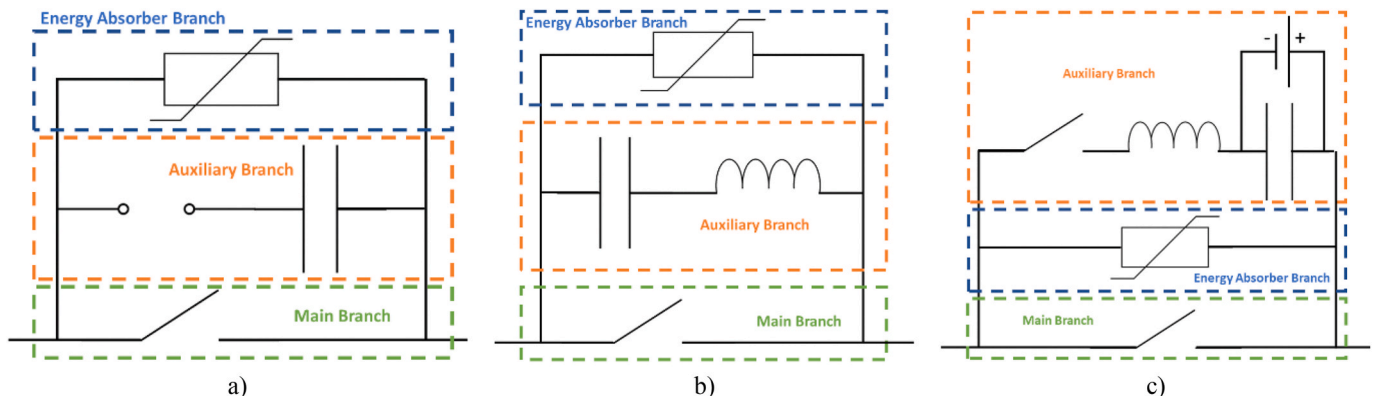 Energy Absorber Branch
Auxiliary Branch
Main Branch
a)
Energy Absorber Branch
Auxiliary Branch
Main Branch
b)
- +
Auxiliary Branch
Energy Absorber Branch
Main Branch
c)